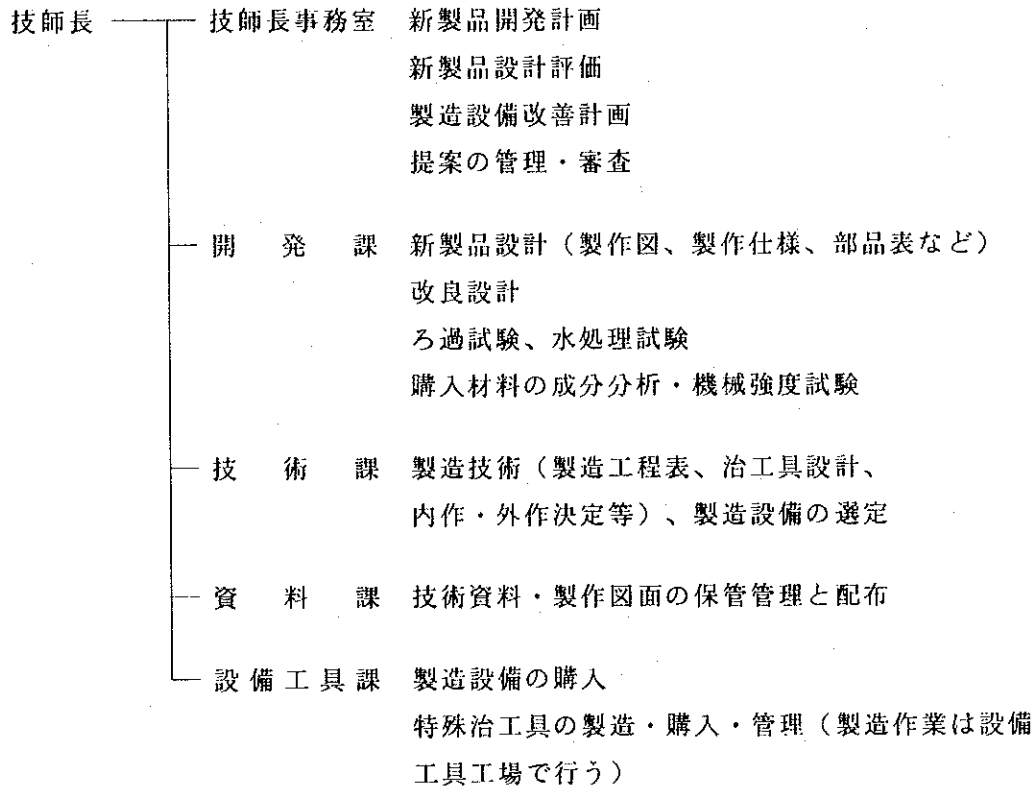 技師長 技師長事務室 新製品開発計画
新製品設計評価
製造設備改善計画
提案の管理・審査
開発課 新製品設計（製作図、製作仕様、部品表など）
改良設計
ろ過試験、水処理試験
購入材料の成分分析・機械強度試験
技術課 製造技術（製造工程表、治工具設計、
内作・外作決定等）、製造設備の選定
資料課 技術資料・製作図面の保管管理と配布
設備工具課 製造設備の購入
特殊治工具の製造・購入・管理（製造作業は設備
工具工場で行う）